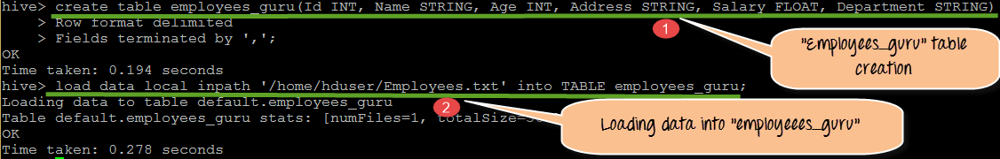 hive> create table employees_guru(Id INT, Name STRING, Age INT, Address STRING, Salary FLOAT, Department STRING)
> Row format delimited
> Fields terminated by ',';
OK
Time taken: 0.194 seconds
hive> load data local inpath '/home/hduser/Employees.txt' into TABLE employees_guru;
Loading data to table default.employees_guru
Table default.employees_guru stats: [numFiles=1, totalSize=
OK
Time taken: 0.278 seconds
1
"Employees_guru" table
creation
2
Loading data into "employeees_guru"